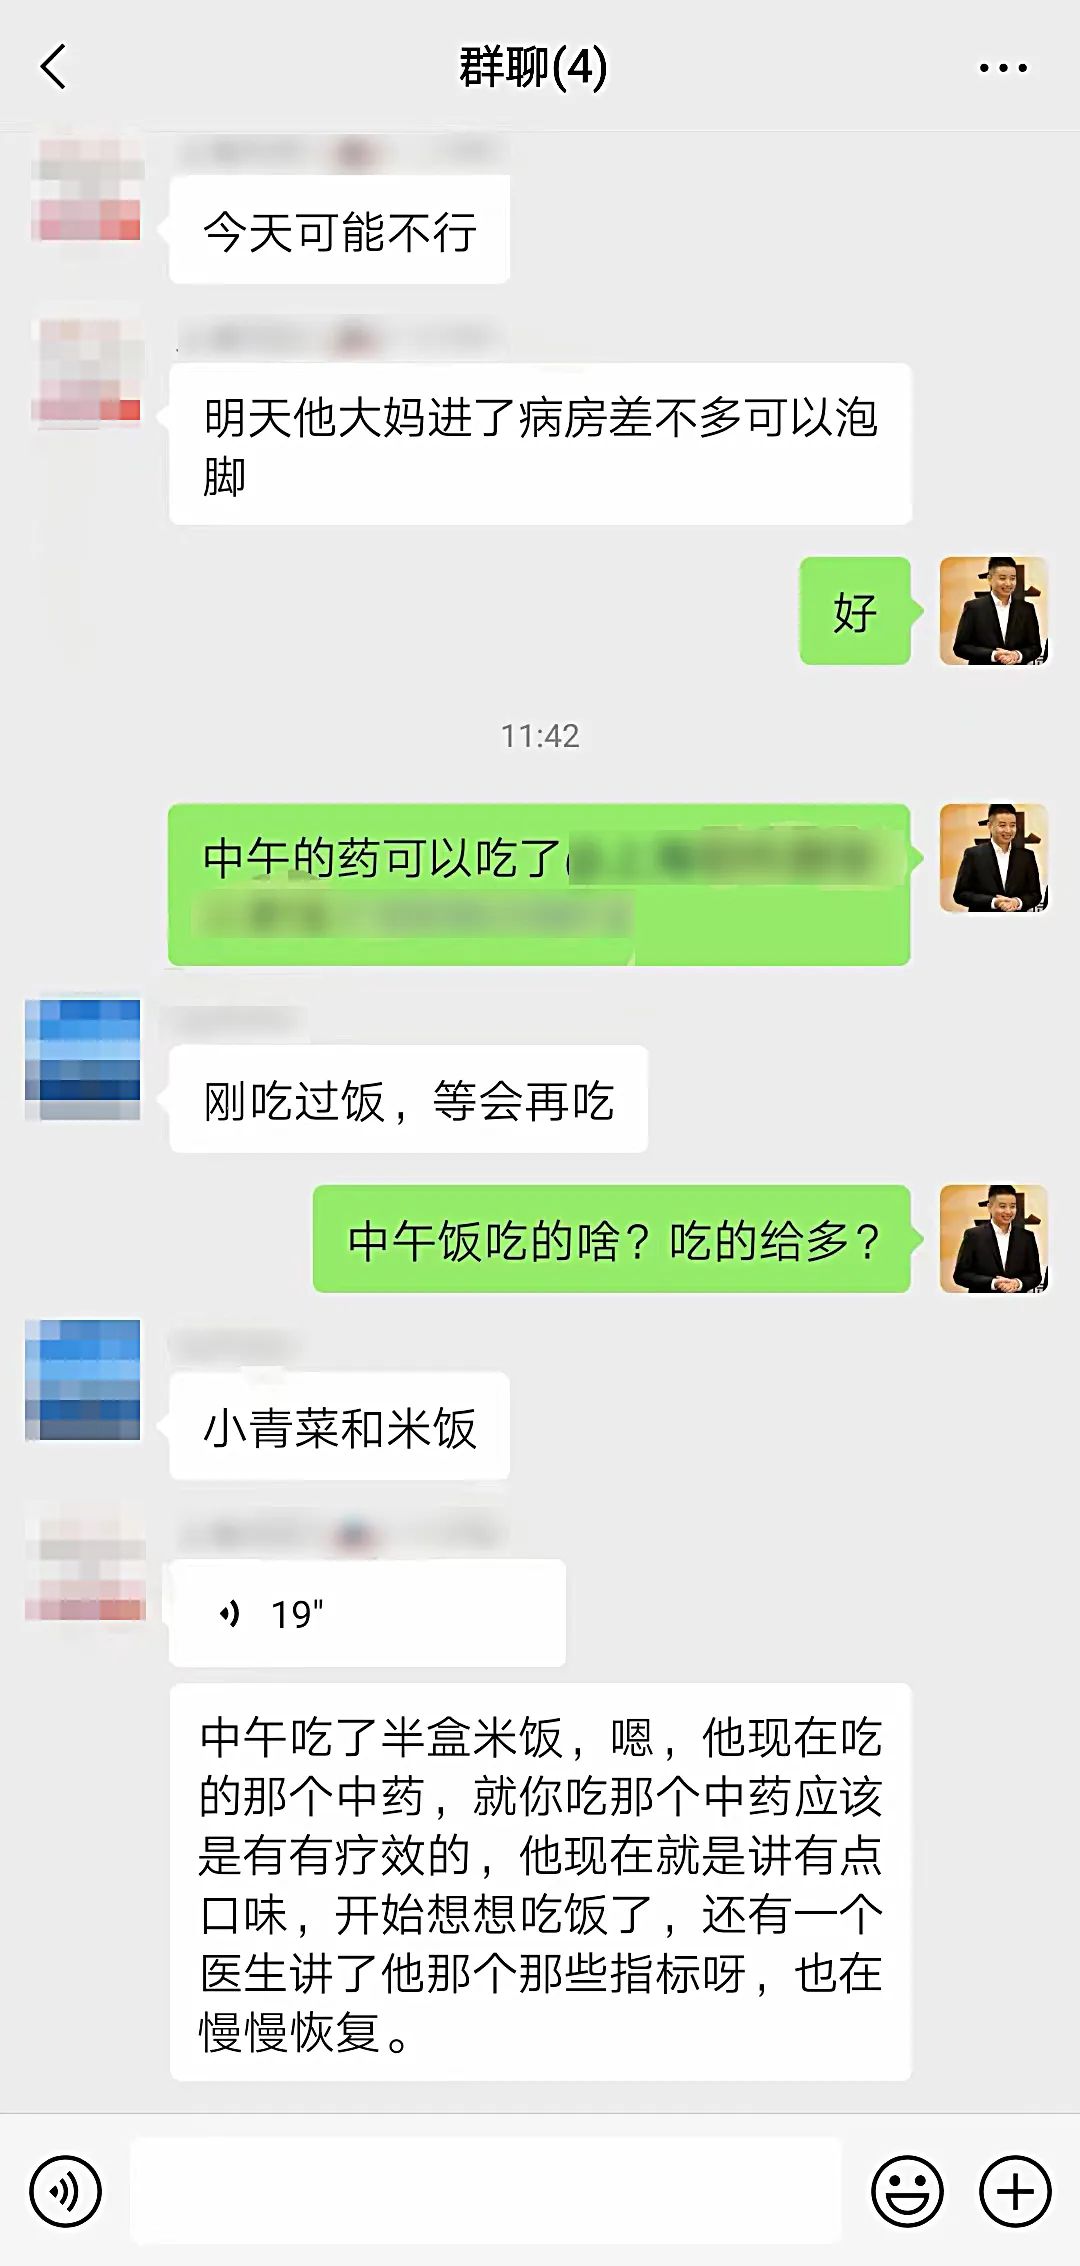 群聊(4)
今天可能不行
明天他大妈进了病房差不多可以泡
脚
好
11:42
中午的药可以吃了
刚吃过饭，等会再吃
中午饭吃的啥？吃的给多？
小青菜和米饭
19"
中午吃了半盒米饭，嗯，他现在吃
的那个中药，就你吃那个中药应该
是有有疗效的，他现在就是讲有点
口味，开始想想吃饭了，还有一个
医生讲了他那个那些指标呀，也在
慢慢恢复。